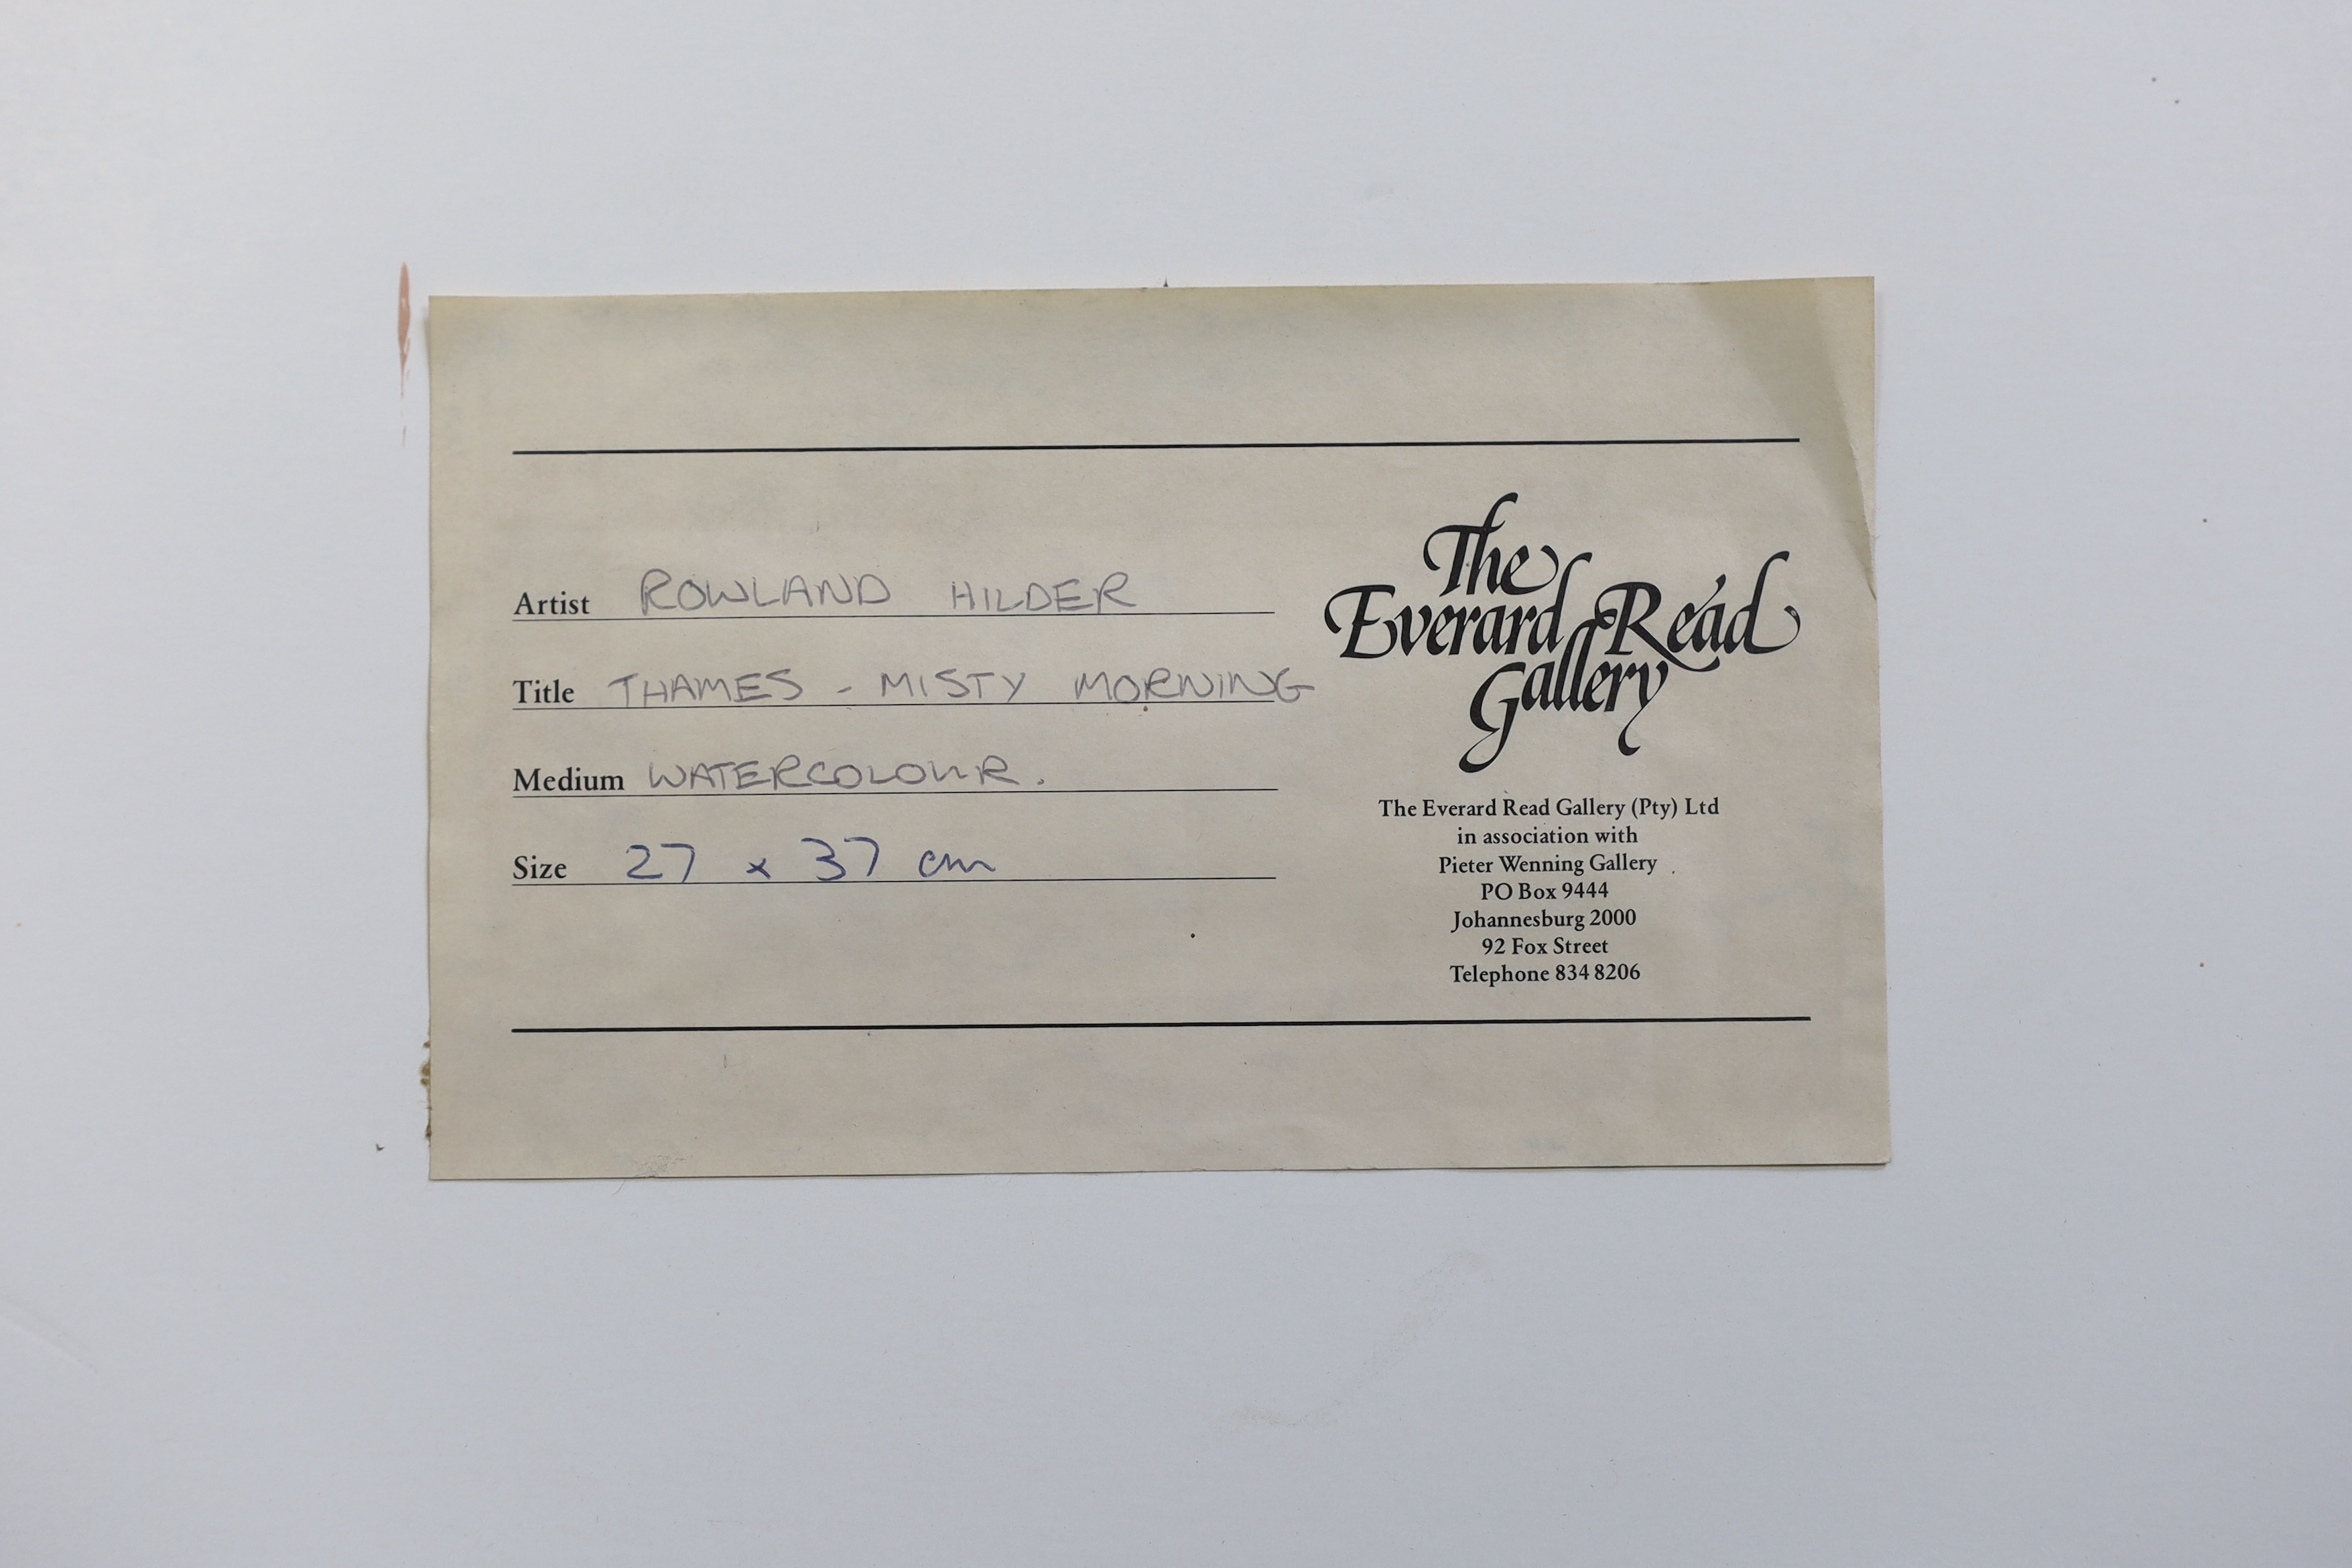 Artist ROWLAND HILDER
Title THAMES - MISTY MORNING
Medium WATERCOLOUR.
Size 27 x 37 cm
The
Everard Read
Gallery
The Everard Read Gallery (Pty) Ltd
in association with
Pieter Wenning Gallery
PO Box 9444
Johannesburg 2000
92 Fox Street
Telephone 834 8206